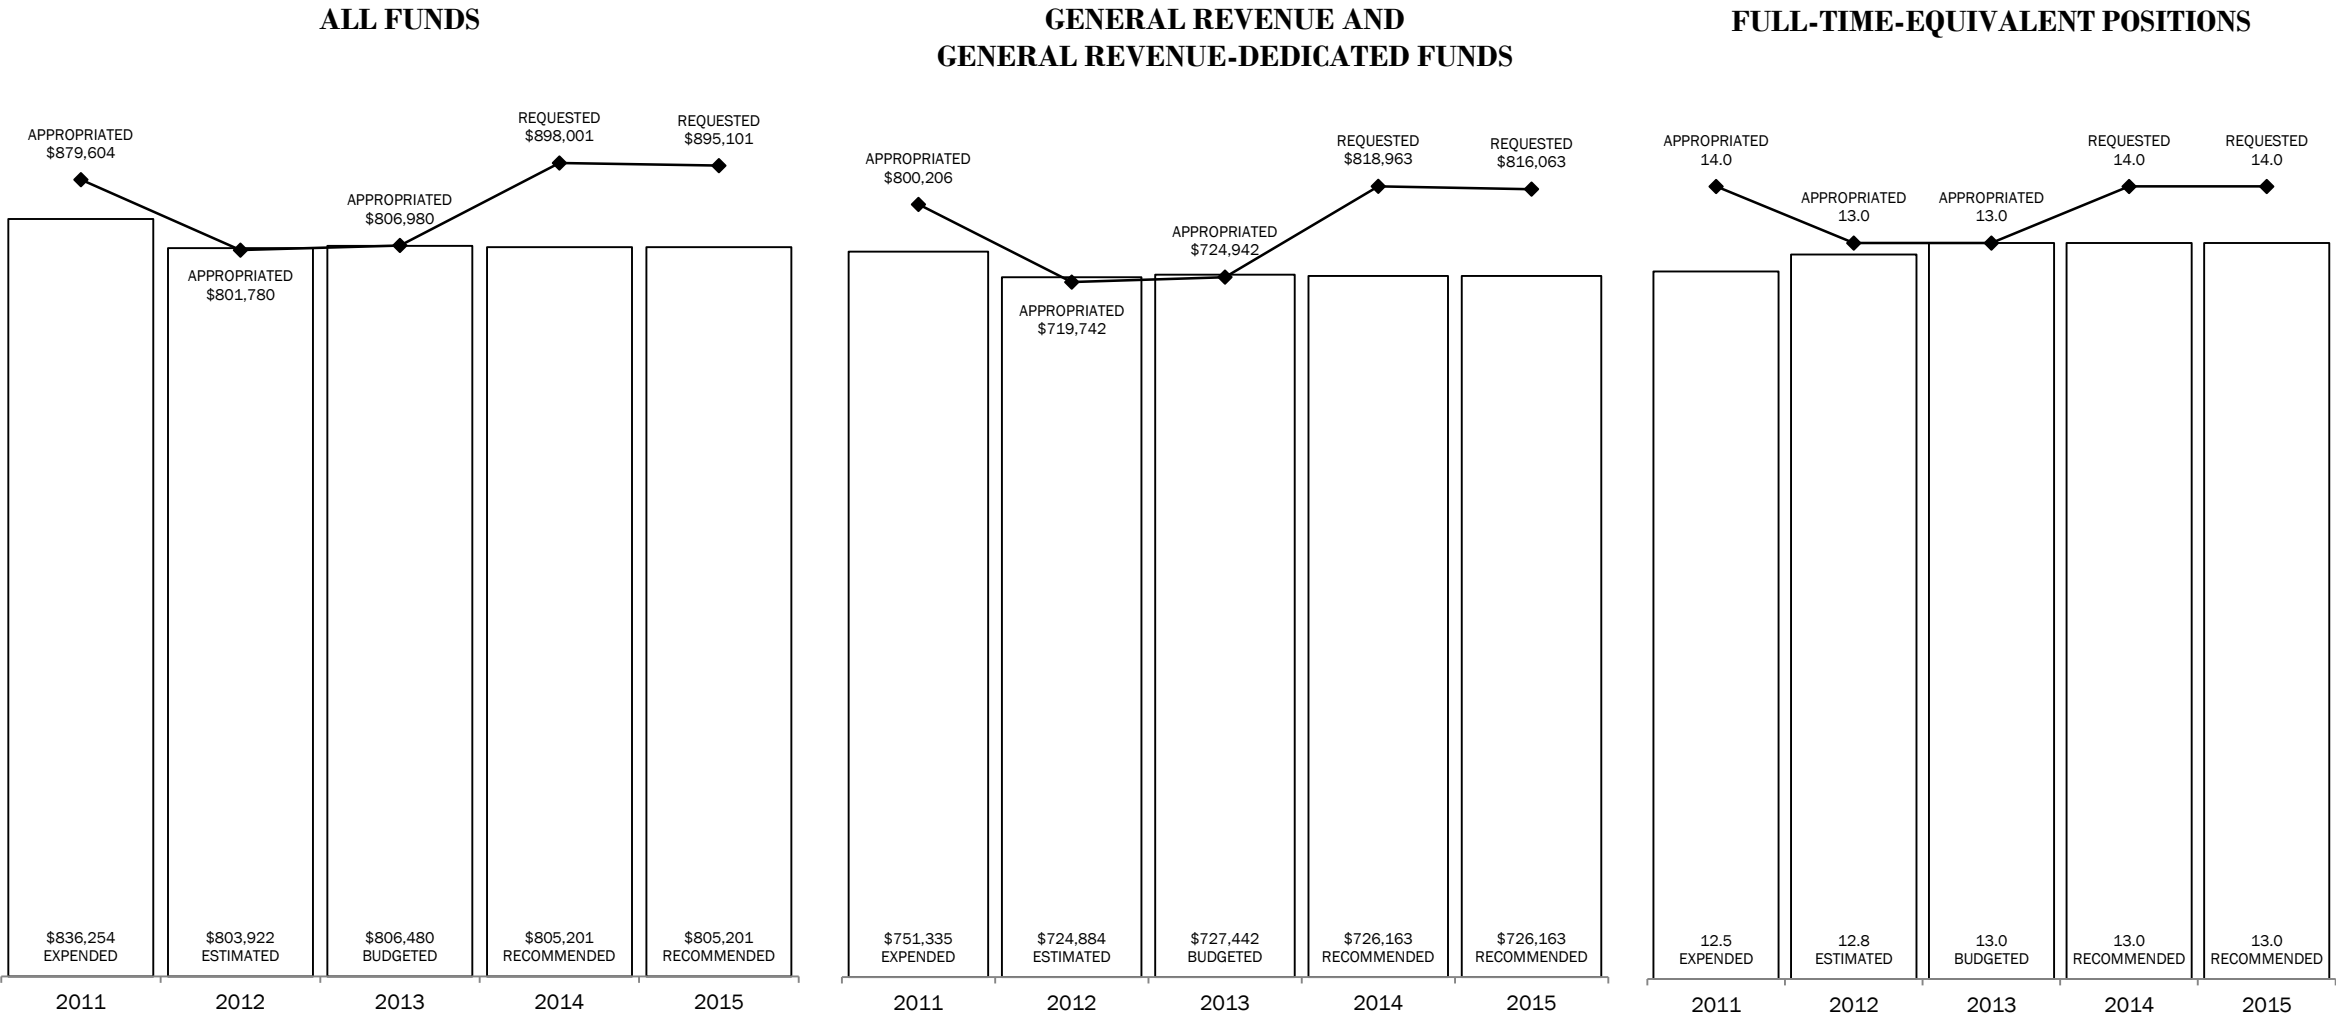 ALL FUNDS
APPROPRIATED
$879,604
APPROPRIATED
$801,780
APPROPRIATED
$806,980
REQUESTED
$898,001
REQUESTED
$895,101
$836,254
EXPENDED
$803,922
ESTIMATED
$806,480
BUDGETED
$805,201
RECOMMENDED
$805,201
RECOMMENDED
2011
2012
2013
2014
2015
GENERAL REVENUE AND
GENERAL REVENUE-DEDICATED FUNDS
APPROPRIATED
$800,206
APPROPRIATED
$719,742
APPROPRIATED
$724,942
REQUESTED
$818,963
REQUESTED
$816,063
$751,335
EXPENDED
$724,884
ESTIMATED
$727,442
BUDGETED
$726,163
RECOMMENDED
$726,163
RECOMMENDED
2011
2012
2013
2014
2015
FULL-TIME-EQUIVALENT POSITIONS
APPROPRIATED
14.0
APPROPRIATED
13.0
APPROPRIATED
13.0
REQUESTED
14.0
REQUESTED
14.0
12.5
EXPENDED
12.8
ESTIMATED
13.0
BUDGETED
13.0
RECOMMENDED
13.0
RECOMMENDED
2011
2012
2013
2014
2015